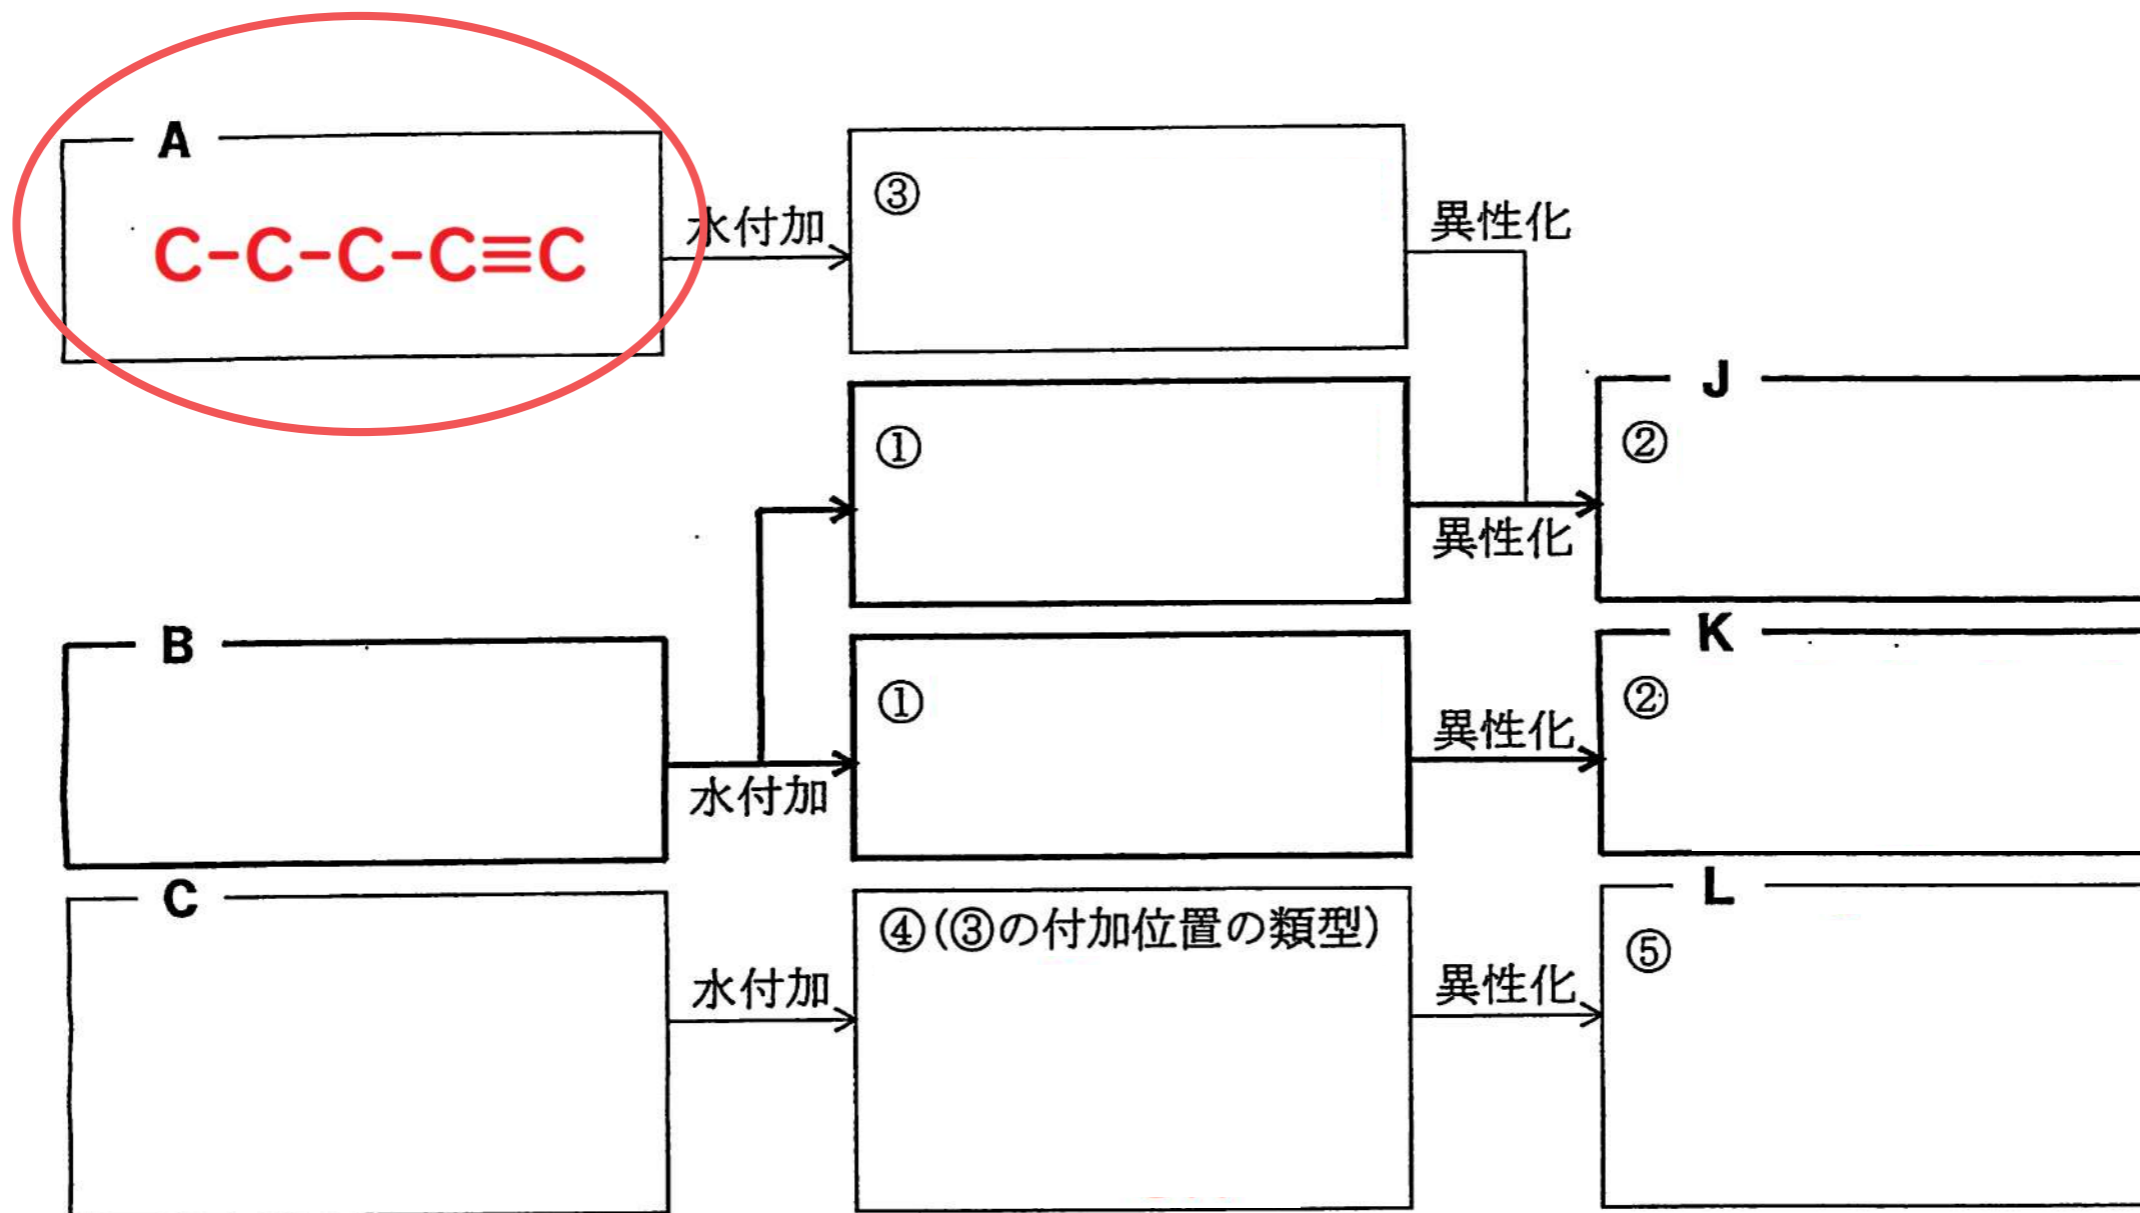 A
C-C-C-C≡C
水付加
③
異性化
J
①
②
異性化
B
K
①
②
異性化
水付加
C
L
④(③の付加位置の類型)
⑤
水付加
異性化